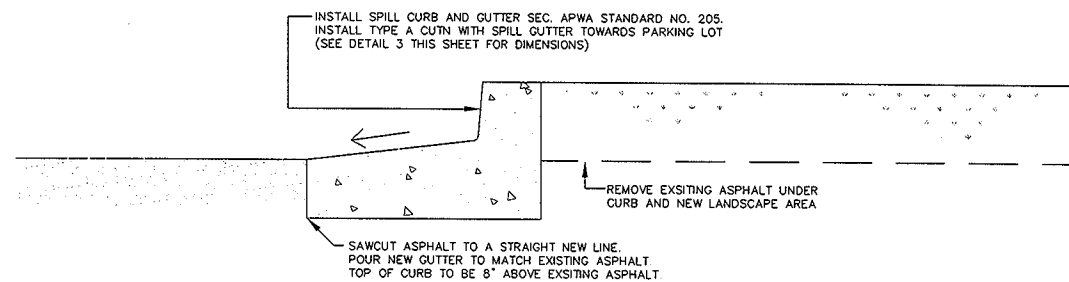 INSTALL SPILL CURB AND GUTTER SEC. APWA STANDARD NO. 205.
INSTALL TYPE A CUTN WITH SPILL GUTTER TOWARDS PARKING LOT
(SEE DETAIL 3 THIS SHEET FOR DIMENSIONS)
REMOVE EXSITING ASPHALT UNDER
CURB AND NEW LANDSCAPE AREA
SAWCUT ASPHALT TO A STRAIGHT NEW LINE.
POUR NEW GUTTER TO MATCH EXISTING ASPHALT.
TOP OF CURB TO BE 8" ABOVE EXSITING ASPHALT.